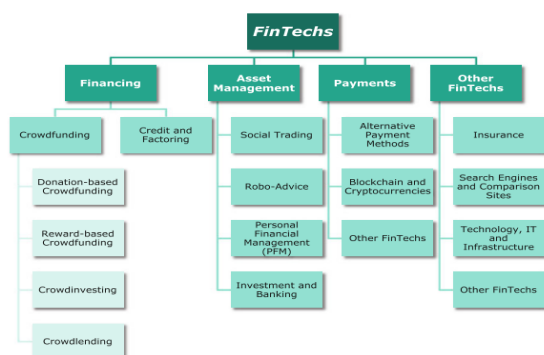 FinTechs
Financing
Asset
Management
Payments
Other
FinTechs
Crowdfunding
Credit and
Factoring
Social Trading
Alternative
Payment
Methods
Insurance
Donation-based
Crowdfunding
Robo-Advice
Blockchain and
Cryptocurrencies
Search Engines
and Comparison
Sites
Reward-based
Crowdfunding
Personal
Financial
Management
(PFM)
Other FinTechs
Technology, IT
and
Infrastructure
Crowdinvesting
Investment and
Banking
Other FinTechs
Crowdlending